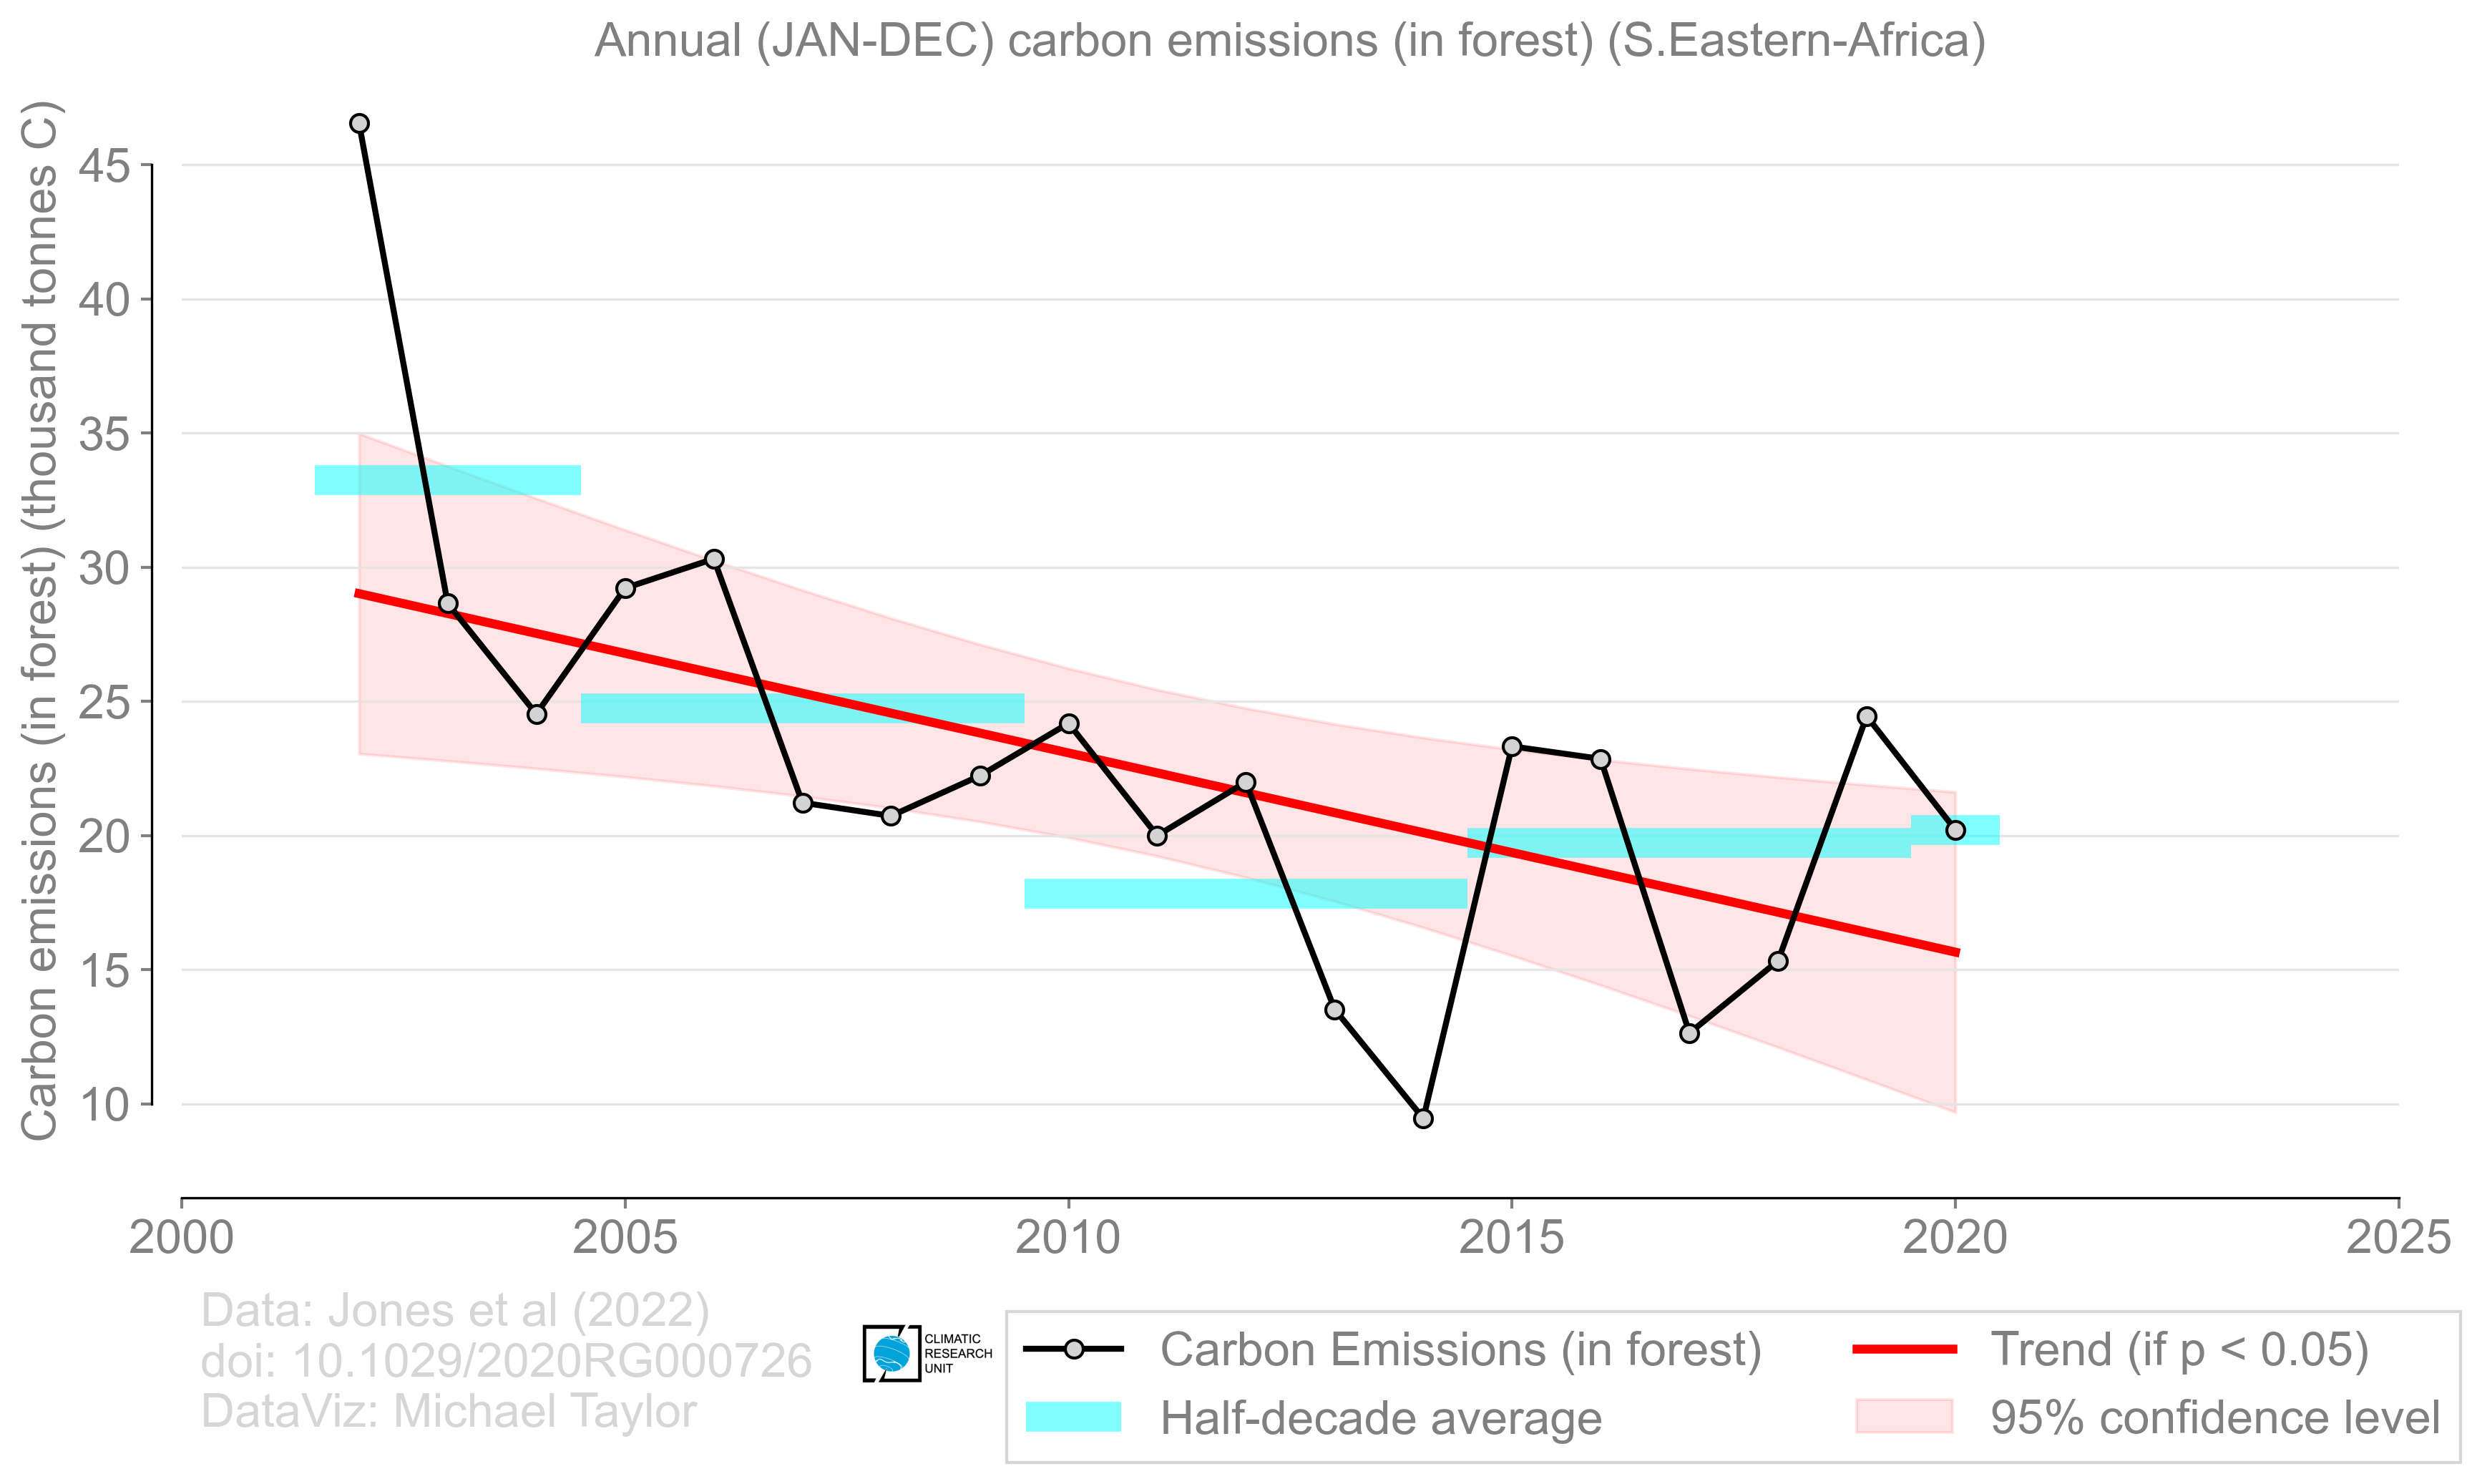 Annual (JAN-DEC) carbon emissions (in forest) (S.Eastern-Africa)
Carbon emissions (in forest) (thousand tonnes C)
45
40
35
30
25
20
15
10
2000 2005 2010 2015 2020 2025
Data: Jones et al (2022)
doi: 10.1029/2020RG000726
DataViz: Michael Taylor
CLIMATIC
RESEARCH
UNIT
Carbon Emissions (in forest)
Half-decade average
Trend (if p < 0.05)
95% confidence level